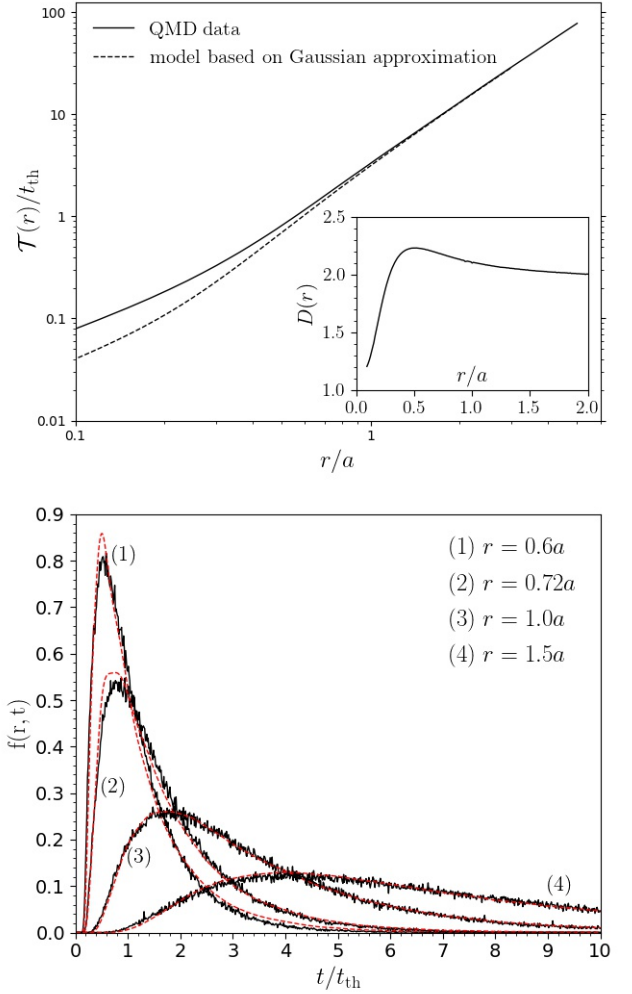 100
10
1
0.1
0.01
𝒯(r)/t_th
QMD data
model based on Gaussian approximation
2.5
2.0
1.5
1.0
D(r)
r/a
0.0 0.5 1.0 1.5 2.0
0.1 1
r/a
0.9
0.8
0.7
0.6
0.5
0.4
0.3
0.2
0.1
0.0
f(r,t)
(1)
(2)
(3)
(4)
(1) r = 0.6a
(2) r = 0.72a
(3) r = 1.0a
(4) r = 1.5a
0 1 2 3 4 5 6 7 8 9 10
t/t_th